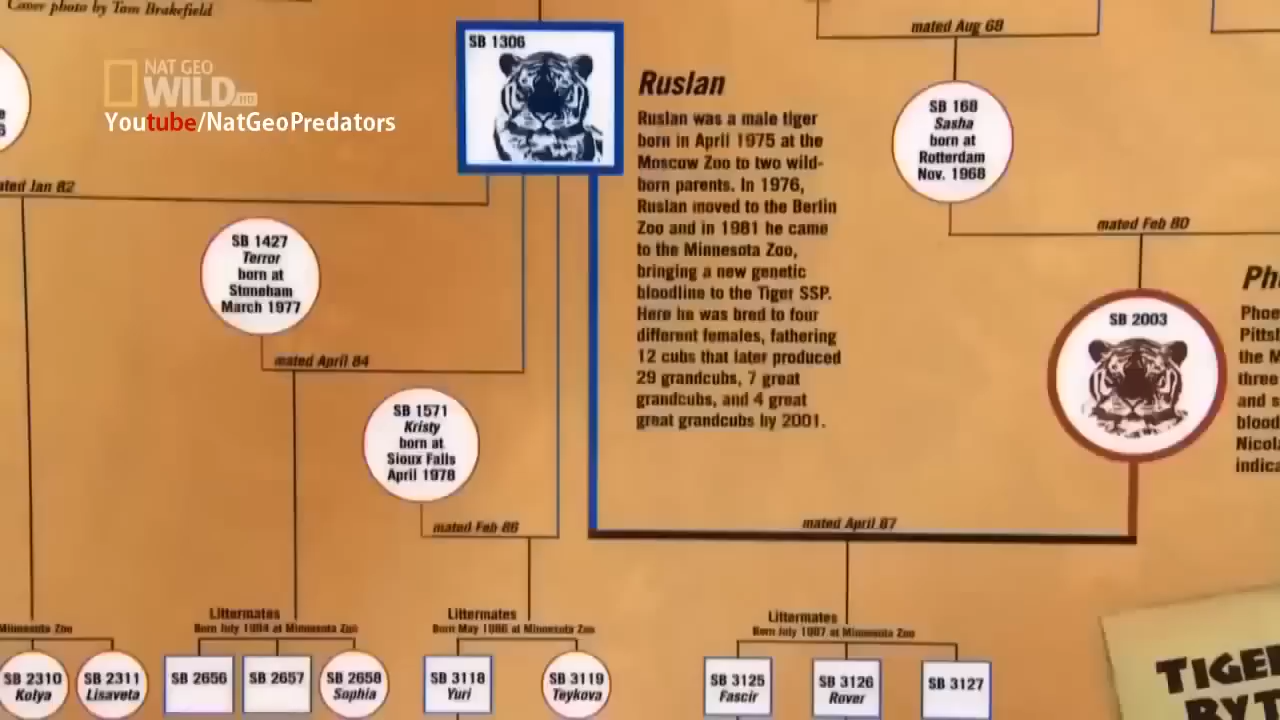 Cover photo by Tom Brakefield
NAT GEO
WILD HD
Youtube/NatGeoPredators
SB 1306
Ruslan
Ruslan was a male tiger
born in April 1975 at the
Moscow Zoo to two wild-
born parents. In 1976,
Ruslan moved to the Berlin
Zoo and in 1981 he came
to the Minnesota Zoo,
bringing a new genetic
bloodline to the Tiger SSP.
Here he was bred to four
different females, fathering
12 cubs that later produced
29 grandcubs, 7 great
grandcubs, and 4 great
great grandcubs by 2001.
mated Aug 68
SB 168
Sasha
born at
Rotterdam
Nov. 1968
mated Feb 80
SB 2003
Jan 82
SB 1427
Terror
born at
Stoneham
March 1977
mated April 84
SB 1571
Kristy
born at
Sioux Falls
April 1978
mated Feb 86
mated April 87
the M
three
and s
blood
indica
Minnesota Zoo
SB 2310
Kolya
SB 2311
Lisaveta
Littermates
Born July 1984 at Minnesota Zoo
SB 2656
SB 2657
SB 2658
Sophia
Littermates
Born May 1986 at Minnesota Zoo
SB 3118
Yuri
SB 3119
Teykova
Littermates
Born July 1987 at Minnesota Zoo
SB 3125
Fascir
SB 3126
Rover
SB 3127
TIGER